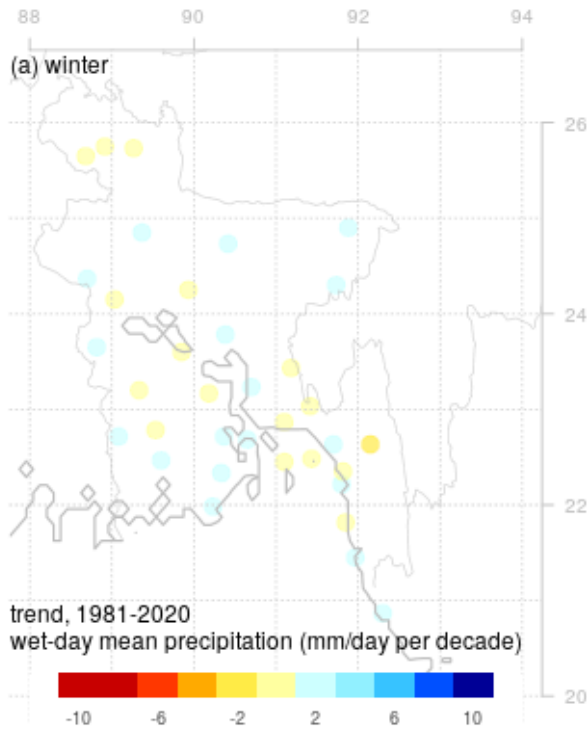 88 90 92 94
(a) winter
26
24
22
trend, 1981-2020
wet-day mean precipitation (mm/day per decade)
20
-10 -6 -2 2 6 10